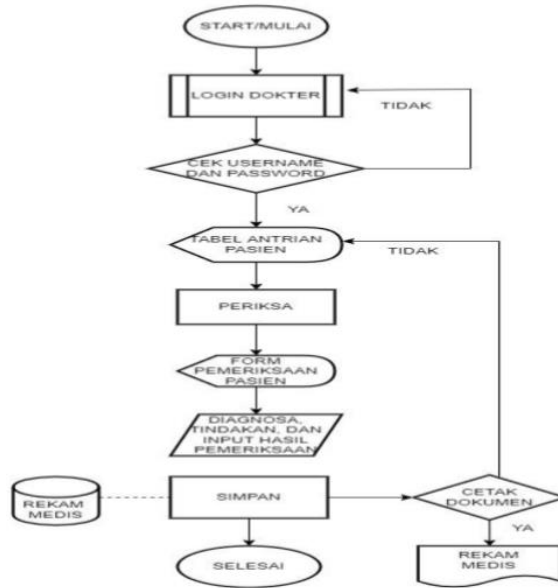 START/MULAI
LOGIN DOKTER
TIDAK
CEK USERNAME
DAN PASSWORD
YA
TABEL ANTRIAN
PASIEN
TIDAK
PERIKSA
FORM
PEMERIKSAAN
PASIEN
DIAGNOSA,
TINDAKAN, DAN
INPUT HASIL
PEMERIKSAAN
REKAM
MEDIS
SIMPAN
CETAK
DOKUMEN
YA
SELESAI
REKAM
MEDIS